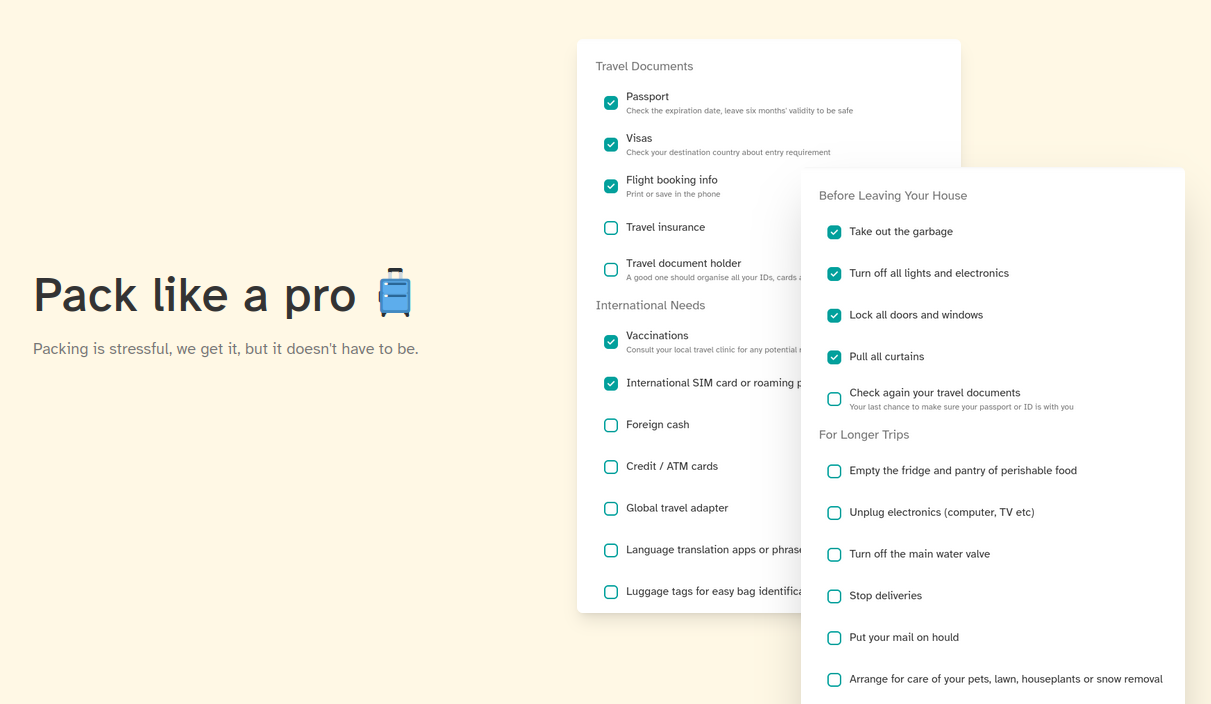 Pack like a pro
Packing is stressful, we get it, but it doesn't have to be.
Travel Documents
Passport
Check the expiration date, leave six months' validity to be safe
Visas
Check your destination country about entry requirement
Flight booking info
Print or save in the phone
Travel insurance
Travel document holder
A good one should organise all your IDs, cards
International Needs
Vaccinations
Consult your local travel clinic for any potential
International SIM card or roaming
Foreign cash
Credit / ATM cards
Global travel adapter
Language translation apps or phrase
Luggage tags for easy bag identifica
Before Leaving Your House
Take out the garbage
Turn off all lights and electronics
Lock all doors and windows
Pull all curtains
Check again your travel documents
Your last chance to make sure your passport or ID is with you
For Longer Trips
Empty the fridge and pantry of perishable food
Unplug electronics (computer, TV etc)
Turn off the main water valve
Stop deliveries
Put your mail on hould
Arrange for care of your pets, lawn, houseplants or snow removal